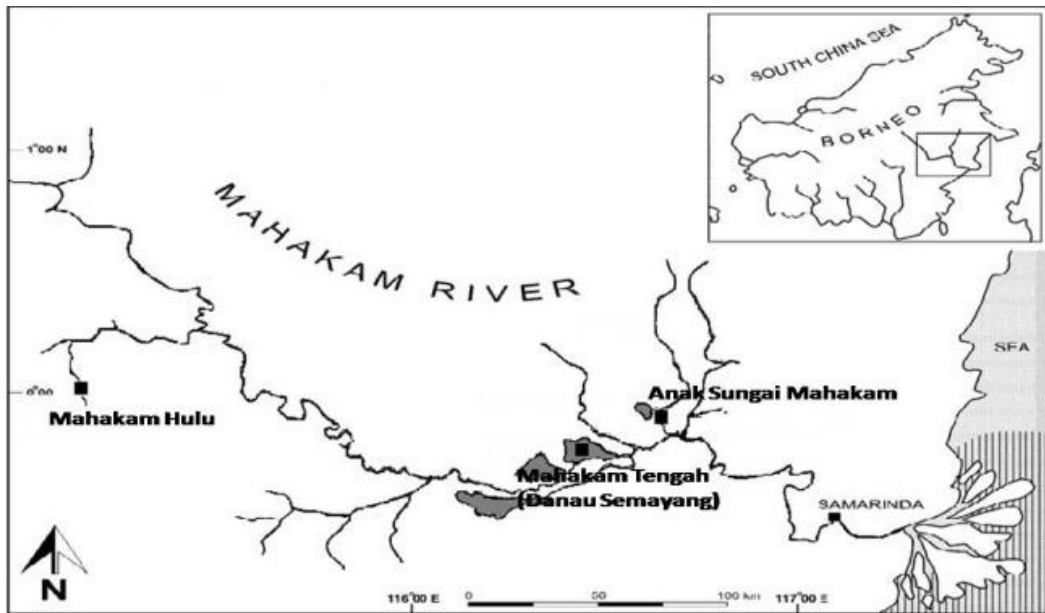 SOUTH CHINA SEA
BORNEO
1°00 N
MAHAKAM RIVER
SEA
0°00
Mahakam Hulu
Anak Sungai Mahakam
Mahakam Tengah
(Danau Semayang)
SAMARINDA
N
116°00 E
0 50 100 km
117°00 E